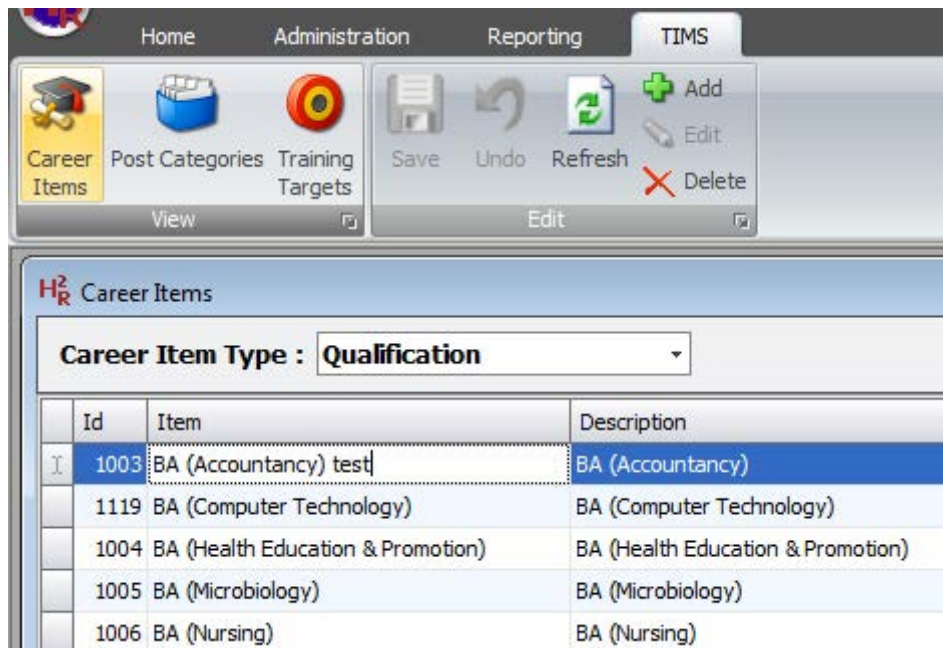 HR
Home Administration Reporting TIMS
Career Items
Post Categories
Training Targets
Save
Undo
Refresh
Add
Edit
Delete
View
Edit
H2R Career Items
Career Item Type : Qualification
Id Item Description
1003 BA (Accountancy) test BA (Accountancy)
1119 BA (Computer Technology) BA (Computer Technology)
1004 BA (Health Education & Promotion) BA (Health Education & Promotion)
1005 BA (Microbiology) BA (Microbiology)
1006 BA (Nursing) BA (Nursing)